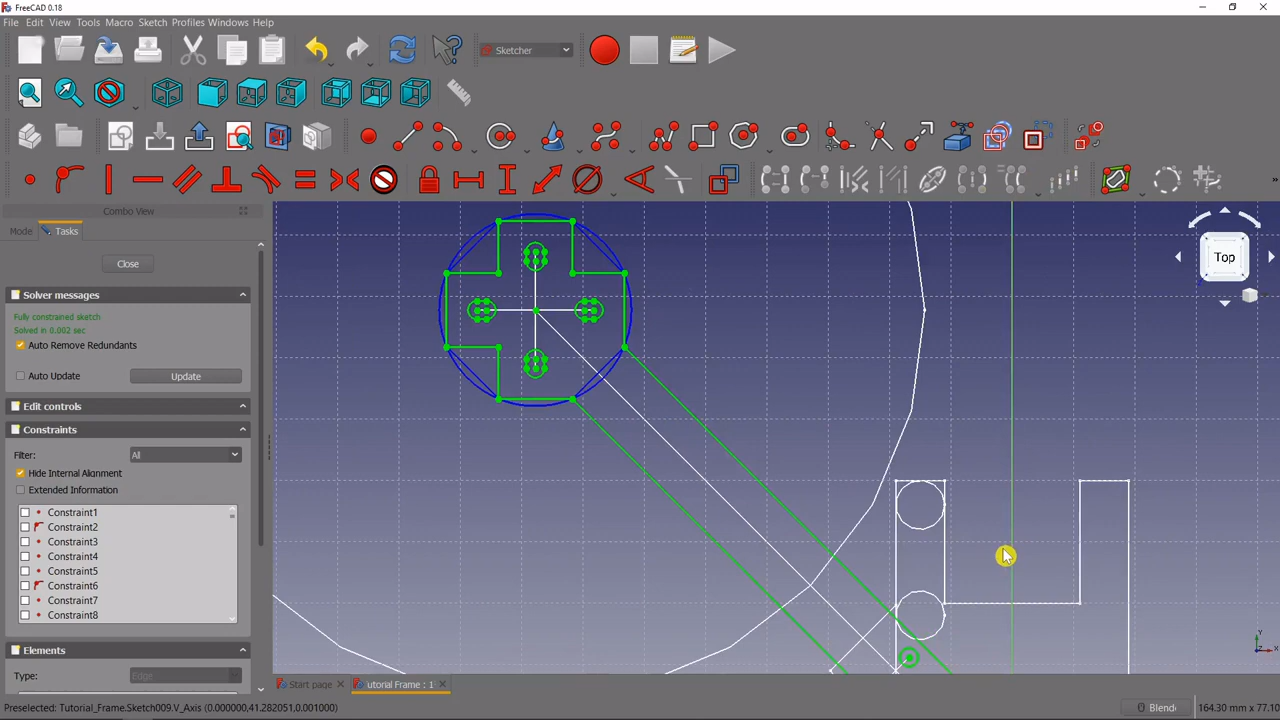 FreeCAD 0.18
File Edit View Tools Macro Sketch Profiles Windows Help
Sketcher
Combo View
Mode Tasks
Close
Solver messages
Fully constrained sketch
Solved in 0.002 sec
Auto Remove Redundants
Auto Update Update
Edit controls
Constraints
Filter: All
Hide Internal Alignment
Extended Information
Constraint1
Constraint2
Constraint3
Constraint4
Constraint5
Constraint6
Constraint7
Constraint8
Elements
Type: Edge
Top
Start page utorial Frame : 1
Preselected: Tutorial_Frame.Sketch009.V_Axis (0.000000,41.282051,0.001000) Blende 164.30 mm x 77.10